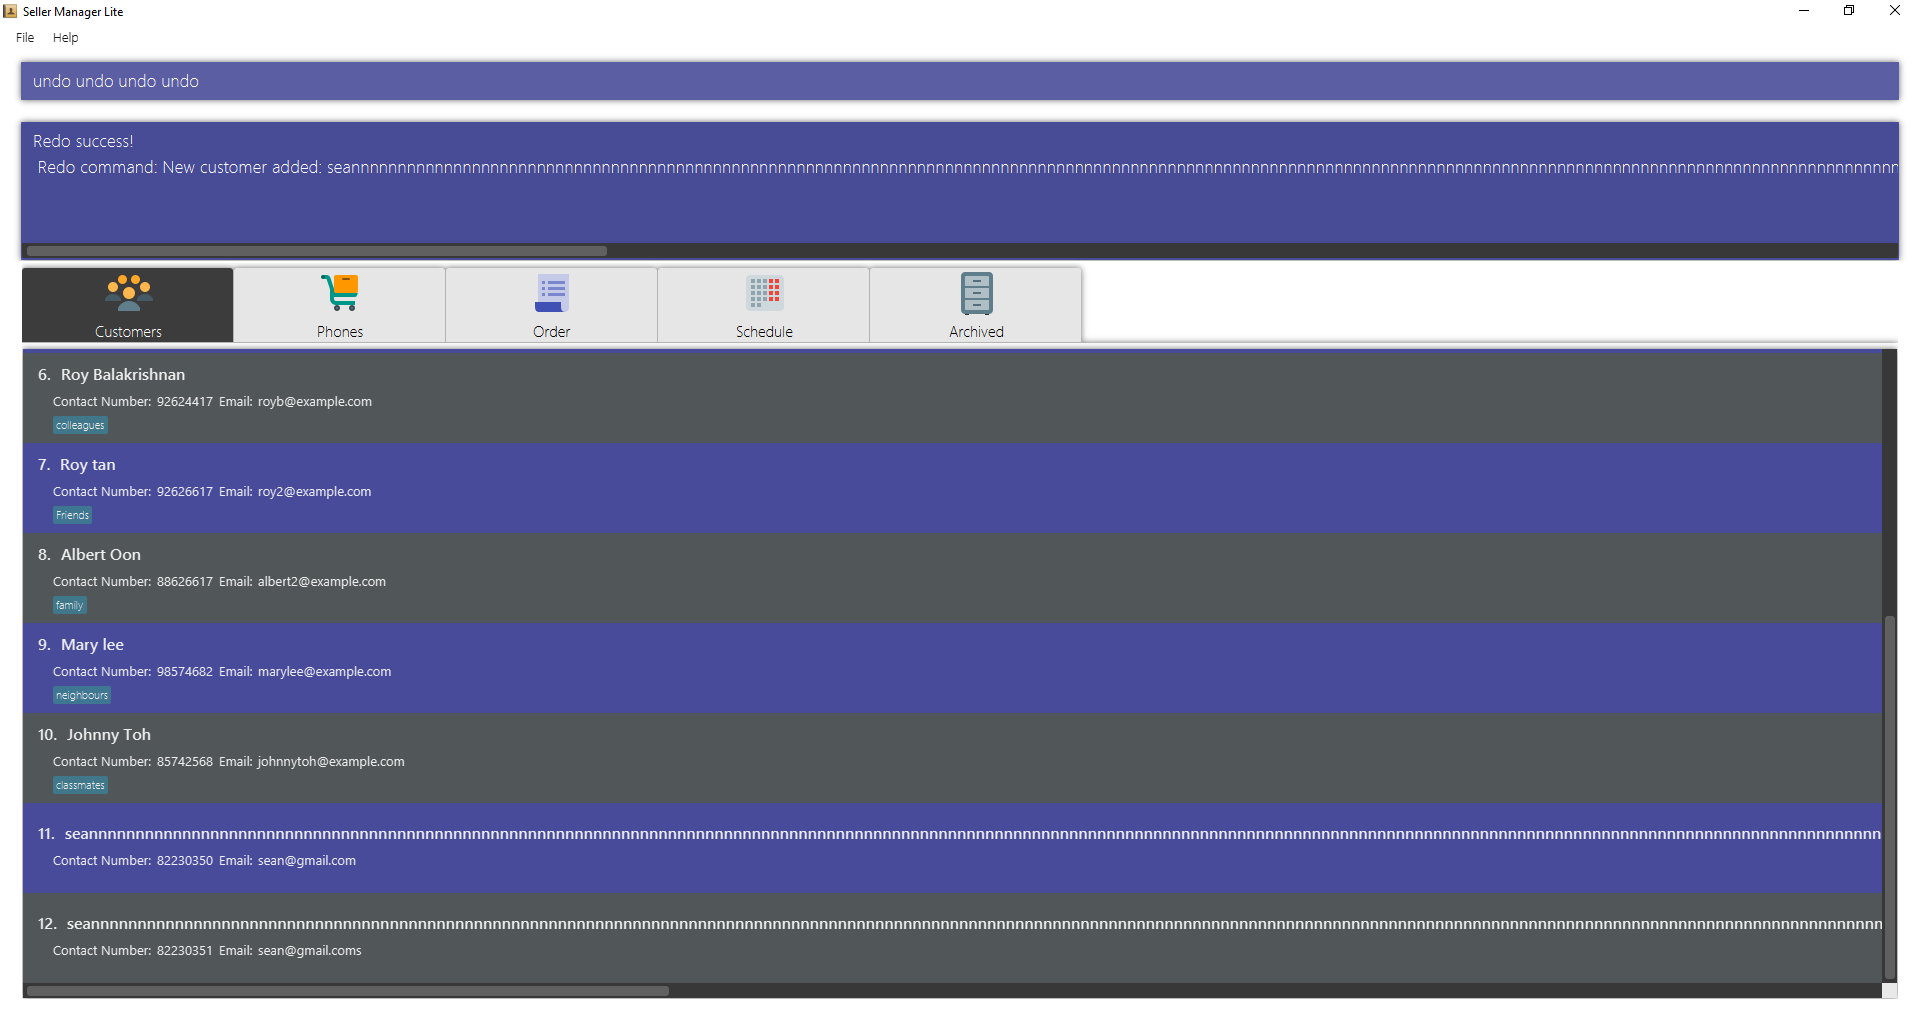 Seller Manager Lite
File Help
undo undo undo undo
Redo success!
Redo command: New customer added: seannnnnnnnnnnnnnnnnnnnnnnnnnnnnnnnnnnnnnnnnnnnnnnnnnnnnnnnnnnnnnnnnnnnnnnnnnnnnnnnnnnnnnnnnnnnnnnnnnnnnnnnnnnnnnnnnnnnnnnnnnnnnnnnnnnnnnnnnnnnnnnnnnnnnnnnnnnnnnnnnnn
Customers Phones Order Schedule Archived
6. Roy Balakrishnan
Contact Number: 92624417 Email: royb@example.com
colleagues
7. Roy tan
Contact Number: 92626617 Email: roy2@example.com
Friends
8. Albert Oon
Contact Number: 88626617 Email: albert2@example.com
family
9. Mary lee
Contact Number: 98574682 Email: marylee@example.com
neighbours
10. Johnny Toh
Contact Number: 85742568 Email: johnnytoh@example.com
classmates
11. seannnnnnnnnnnnnnnnnnnnnnnnnnnnnnnnnnnnnnnnnnnnnnnnnnnnnnnnnnnnnnnnnnnnnnnnnnnnnnnnnnnnnnnnnnnnnnnnnnnnnnnnnnnnnnnnnnnnnnnnnnnnnnnnnnnnnnnnnnnnnnnnnnnnnnnnnnnnnnnnnnnnnnnnnnnnnnnnnnnnnnnnnnnn
Contact Number: 82230350 Email: sean@gmail.com
12. seannnnnnnnnnnnnnnnnnnnnnnnnnnnnnnnnnnnnnnnnnnnnnnnnnnnnnnnnnnnnnnnnnnnnnnnnnnnnnnnnnnnnnnnnnnnnnnnnnnnnnnnnnnnnnnnnnnnnnnnnnnnnnnnnnnnnnnnnnnnnnnnnnnnnnnnnnnnnnnnnnnnnnnnnnnnnnnnnnnnnnnnnnnn
Contact Number: 82230351 Email: sean@gmail.coms